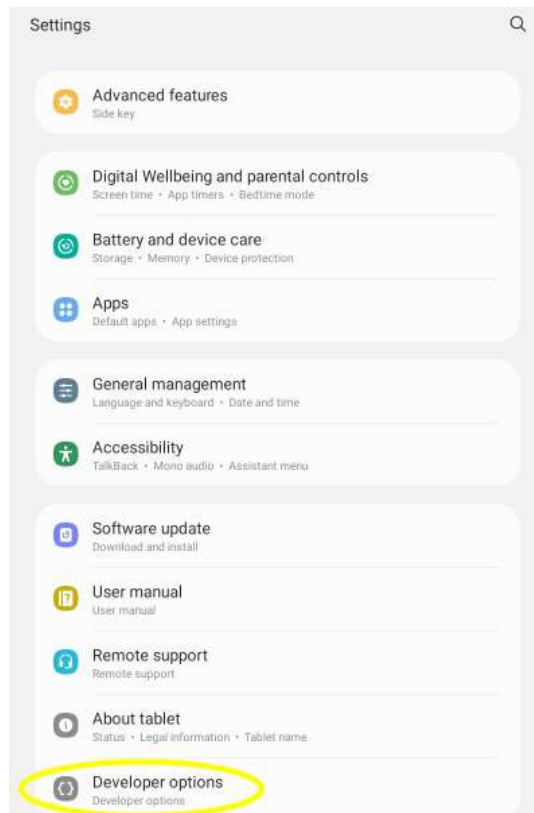 Settings
Advanced features
Side key
Digital Wellbeing and parental controls
Screen time • App timers • Bedtime mode
Battery and device care
Storage • Memory • Device protection
Apps
Default apps • App settings
General management
Language and keyboard • Date and time
Accessibility
TalkBack • Mono audio • Assistant menu
Software update
Download and install
User manual
User manual
Remote support
Remote support
About tablet
Status • Legal information • Tablet name
Developer options
Developer options